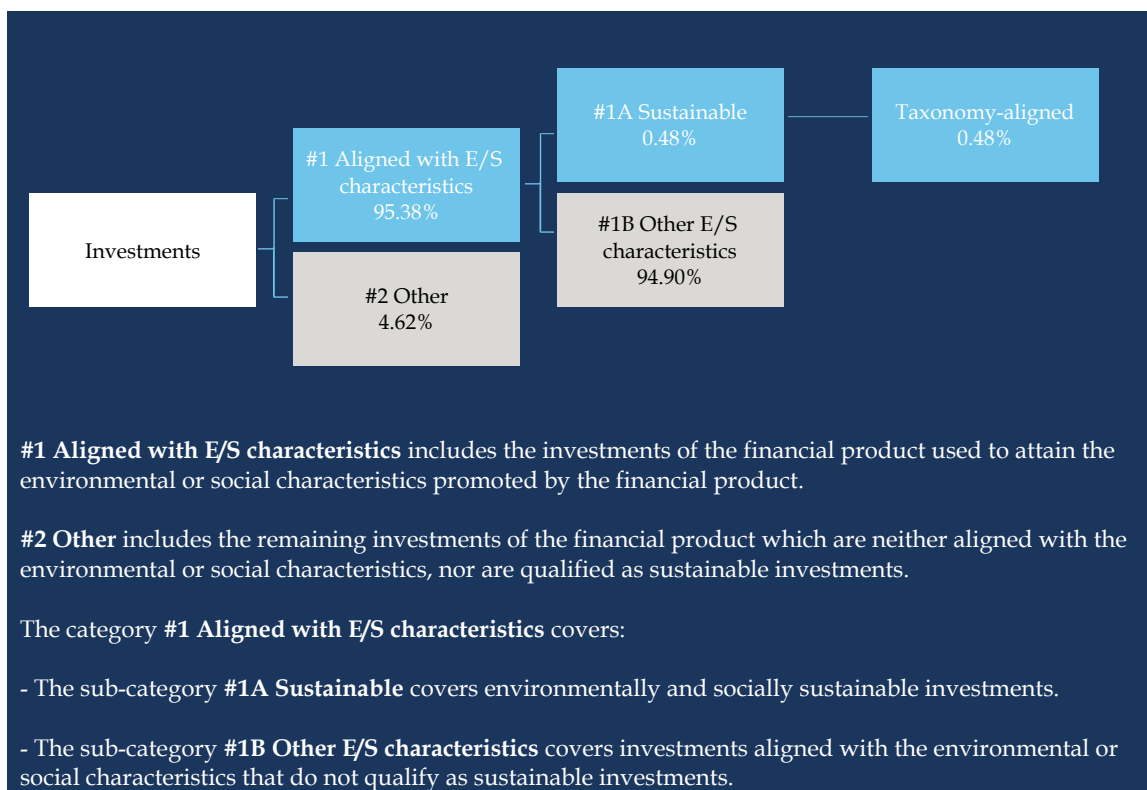 #1A Sustainable
0.48%
Taxonomy-aligned
0.48%
#1 Aligned with E/S
characteristics
95.38%
Investments
#1B Other E/S
characteristics
94.90%
#2 Other
4.62%
#1 Aligned with E/S characteristics includes the investments of the financial product used to attain the
environmental or social characteristics promoted by the financial product.
#2 Other includes the remaining investments of the financial product which are neither aligned with the
environmental or social characteristics, nor are qualified as sustainable investments.
The category #1 Aligned with E/S characteristics covers:
- The sub-category #1A Sustainable covers environmentally and socially sustainable investments.
- The sub-category #1B Other E/S characteristics covers investments aligned with the environmental or
social characteristics that do not qualify as sustainable investments.